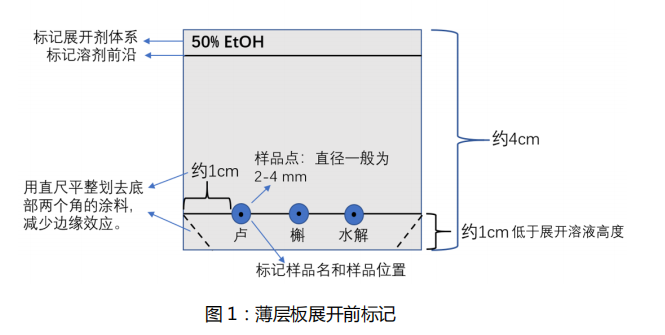 标记展开剂体系
50% EtOH
标记溶剂前沿
约4cm
样品点：直径一般为
2-4 mm
约1cm
用直尺平整划去底
部两个角的涂料，
减少边缘效应。
卢
槲
水解
约1cm 低于展开溶液高度
标记样品名和样品位置
图 1：薄层板展开前标记